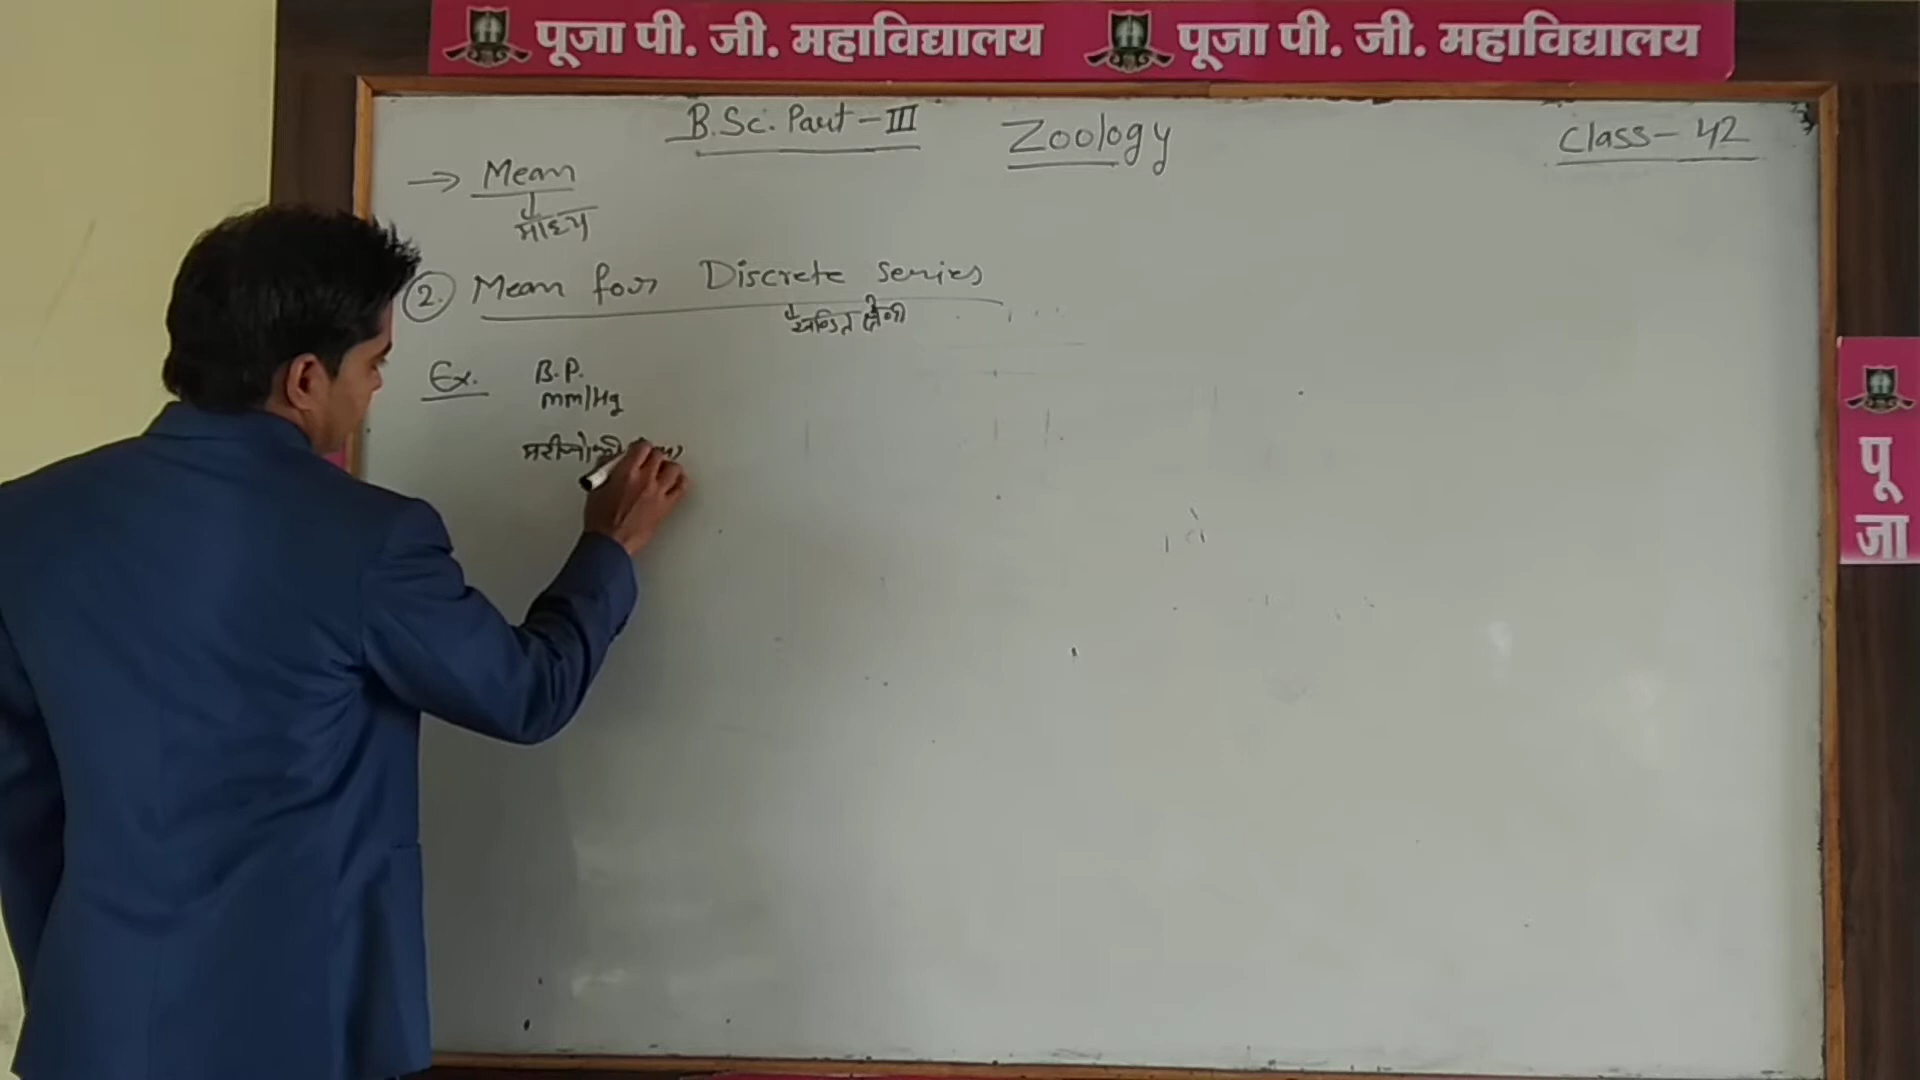 पूजा पी. जी. महाविद्यालय पूजा पी. जी. महाविद्यालय
B.Sc. Part-III Zoology Class-42
→ Mean
माध्य
2. Mean for Discrete series
खण्डित श्रेणी
Ex. B.P.
mm/Hg
मरीजो की
पू
जा